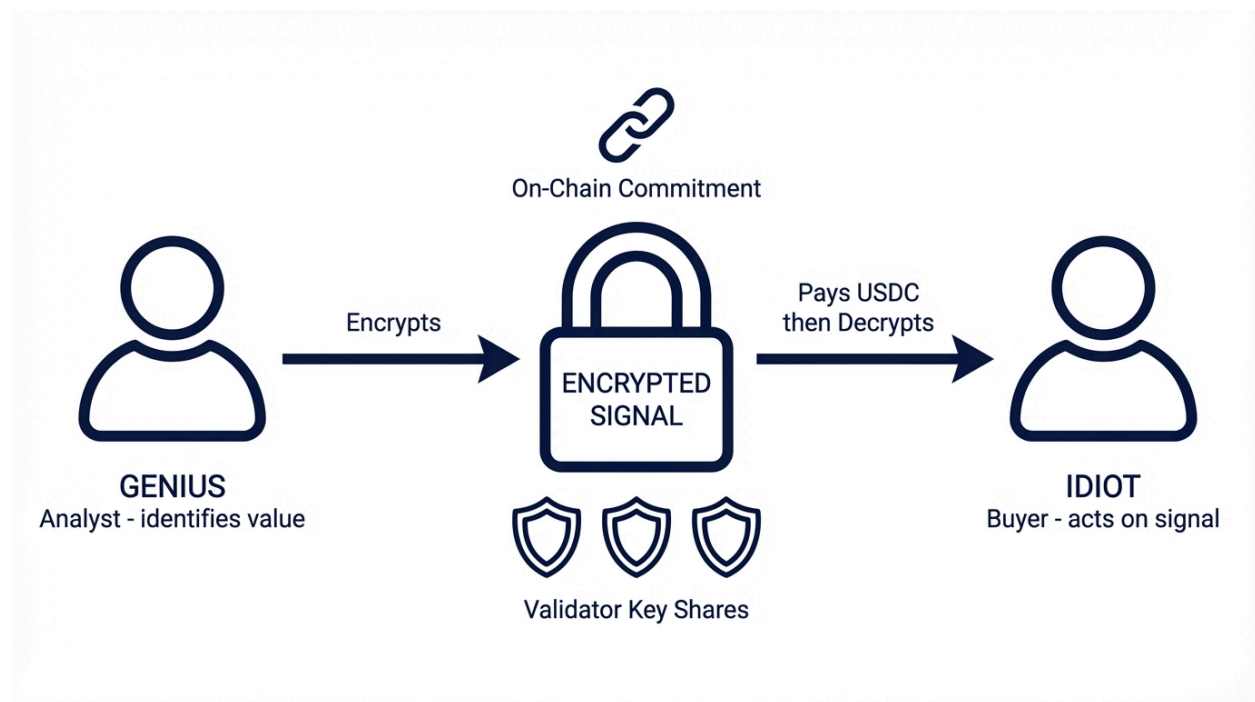 On-Chain Commitment
Encrypts
Pays USDC
then Decrypts
ENCRYPTED
SIGNAL
GENIUS
Analyst - identifies value
IDIOT
Buyer - acts on signal
Validator Key Shares